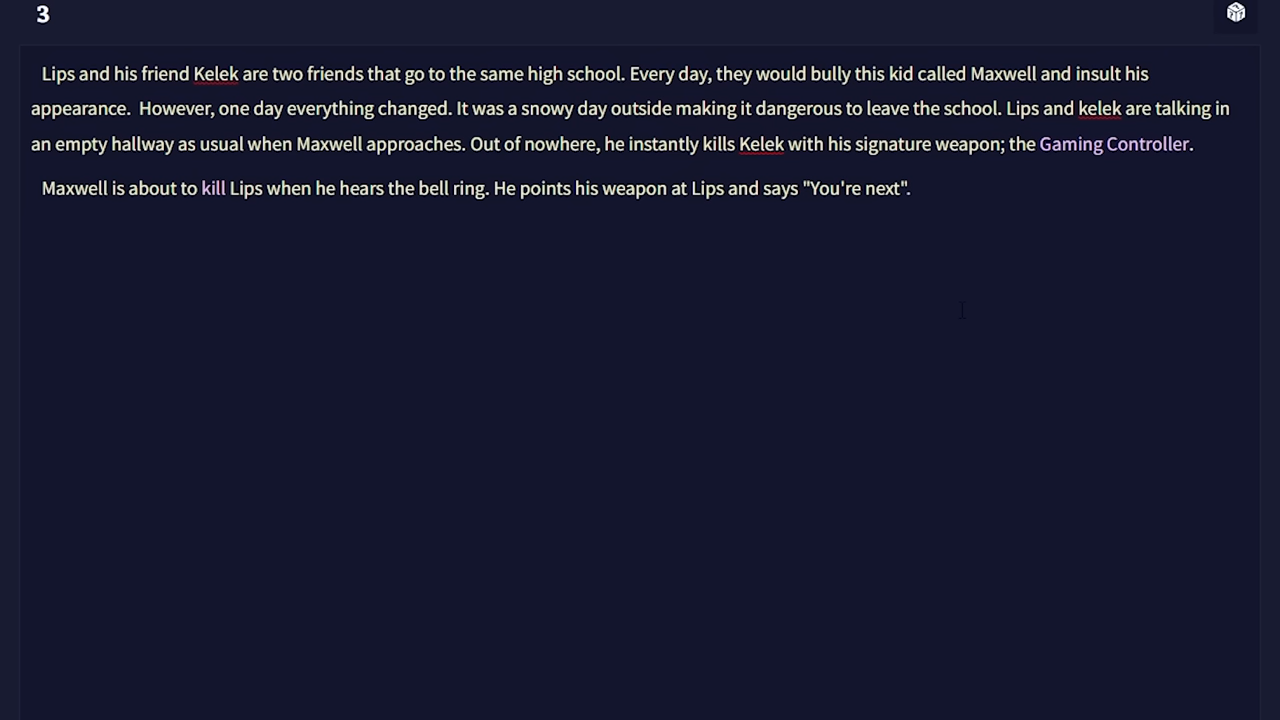 3
Lips and his friend Kelek are two friends that go to the same high school. Every day, they would bully this kid called Maxwell and insult his
appearance.  However, one day everything changed. It was a snowy day outside making it dangerous to leave the school. Lips and kelek are talking in
an empty hallway as usual when Maxwell approaches. Out of nowhere, he instantly kills Kelek with his signature weapon; the Gaming Controller.
Maxwell is about to kill Lips when he hears the bell ring. He points his weapon at Lips and says "You're next".